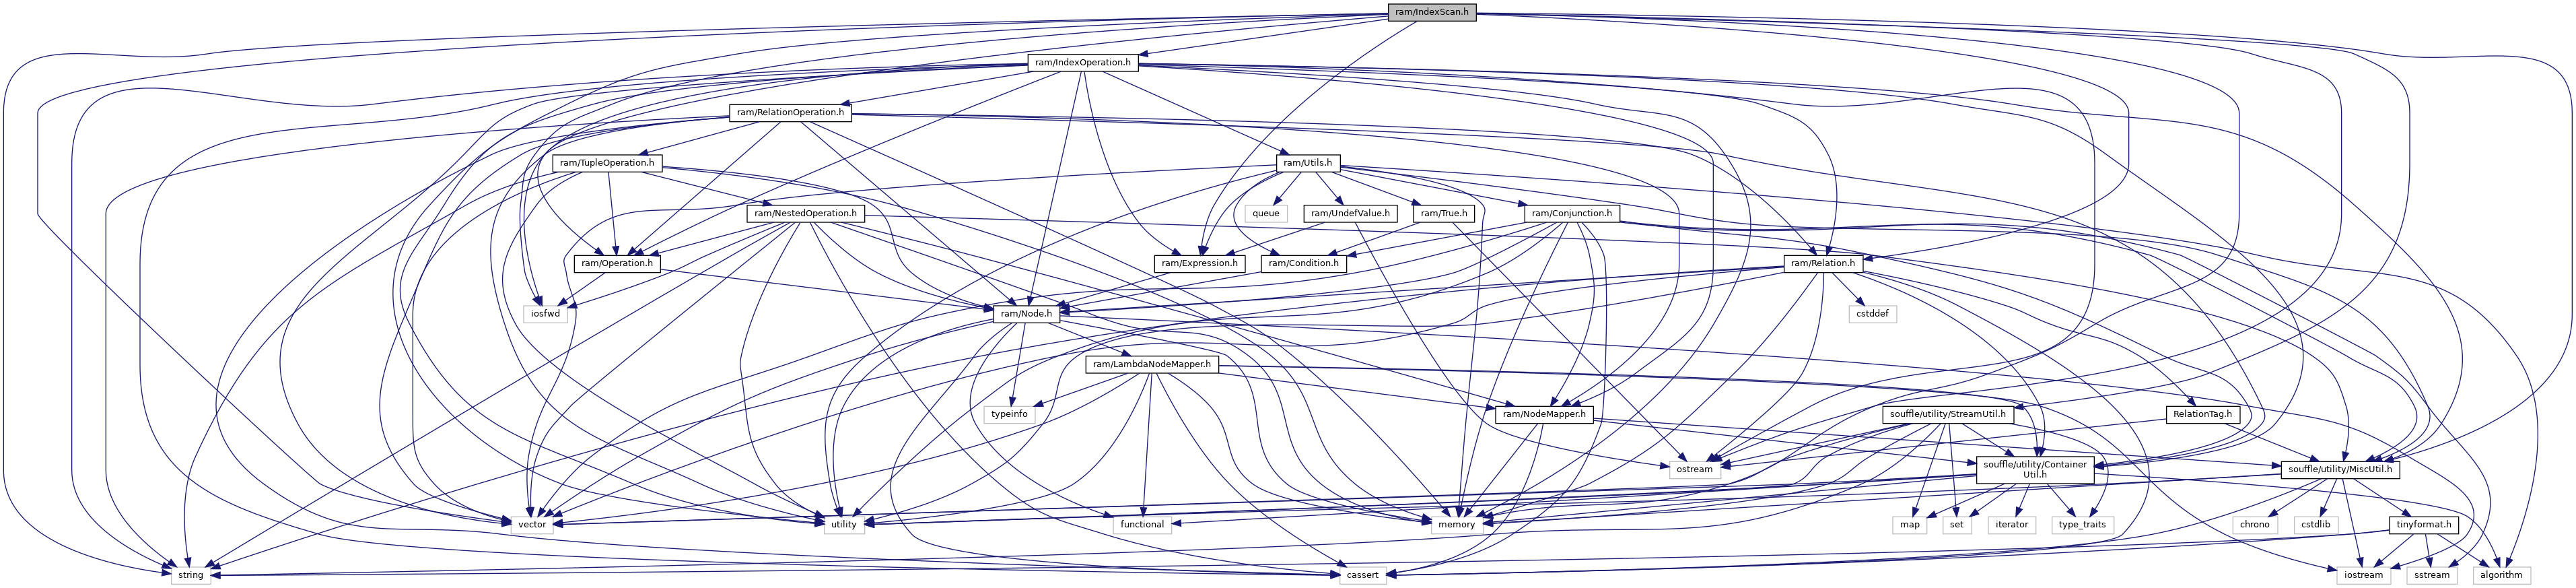 ram/IndexScan.h
ram/IndexOperation.h
ram/RelationOperation.h
ram/TupleOperation.h
ram/Utils.h
ram/NestedOperation.h
queue
ram/UndefValue.h
ram/True.h
ram/Conjunction.h
ram/Operation.h
ram/Expression.h
ram/Condition.h
ram/Relation.h
iosfwd
ram/Node.h
cstddef
ram/LambdaNodeMapper.h
typeinfo
ram/NodeMapper.h
souffle/utility/StreamUtil.h
RelationTag.h
ostream
souffle/utility/Container
Util.h
souffle/utility/MiscUtil.h
vector
utility
functional
memory
map
set
iterator
type_traits
chrono
cstdlib
tinyformat.h
string
cassert
iostream
sstream
algorithm